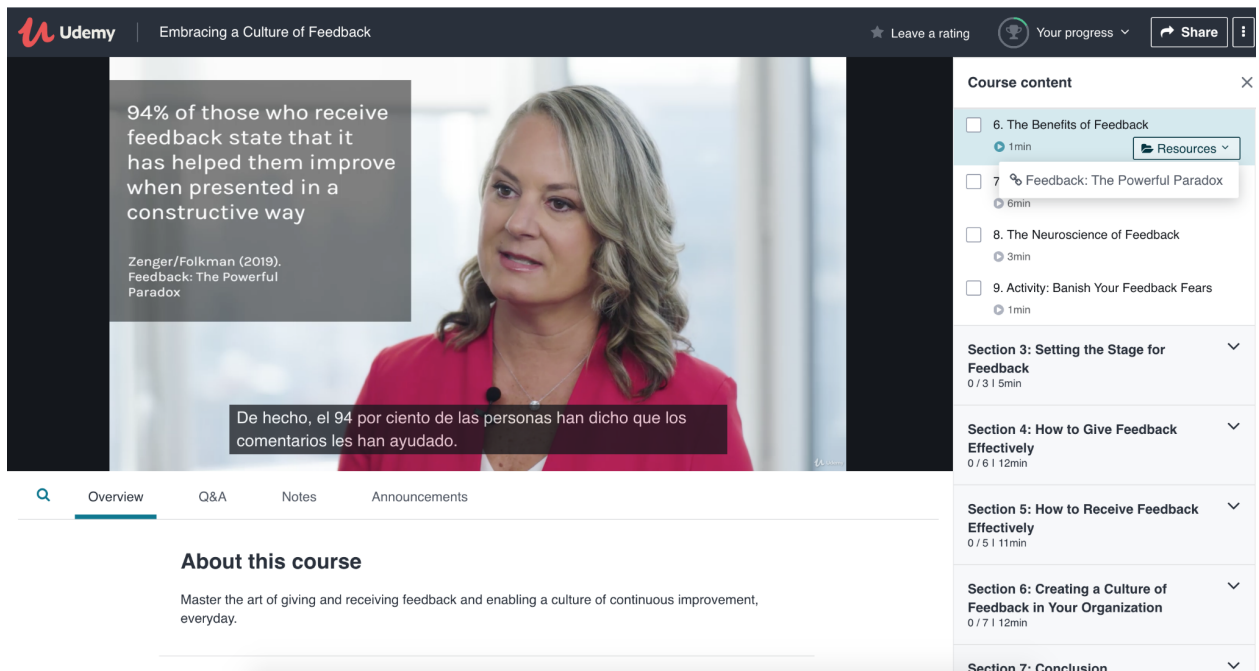 Udemy
Embracing a Culture of Feedback
Leave a rating
Your progress
Share
94% of those who receive
feedback state that it
has helped them improve
when presented in a
constructive way
Zenger/Folkman (2019).
Feedback: The Powerful
Paradox
De hecho, el 94 por ciento de las personas han dicho que los
comentarios les han ayudado.
Course content
6. The Benefits of Feedback
1min
Resources
7
Feedback: The Powerful Paradox
6min
8. The Neuroscience of Feedback
3min
9. Activity: Banish Your Feedback Fears
1min
Section 3: Setting the Stage for
Feedback
0 / 3 | 5min
Section 4: How to Give Feedback
Effectively
0 / 6 | 12min
Section 5: How to Receive Feedback
Effectively
0 / 5 | 11min
Section 6: Creating a Culture of
Feedback in Your Organization
0 / 7 | 12min
Section 7: Conclusion
Overview
Q&A
Notes
Announcements
About this course
Master the art of giving and receiving feedback and enabling a culture of continuous improvement,
everyday.